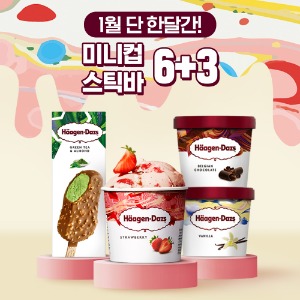 1월 단 한달간!
미니컵
스틱바
6+3
Häagen-Dazs
GREEN TEA
& ALMOND
Häagen-Dazs
BELGIAN
CHOCOLATE
Häagen-Dazs
STRAWBERRY
Häagen-Dazs
VANILLA